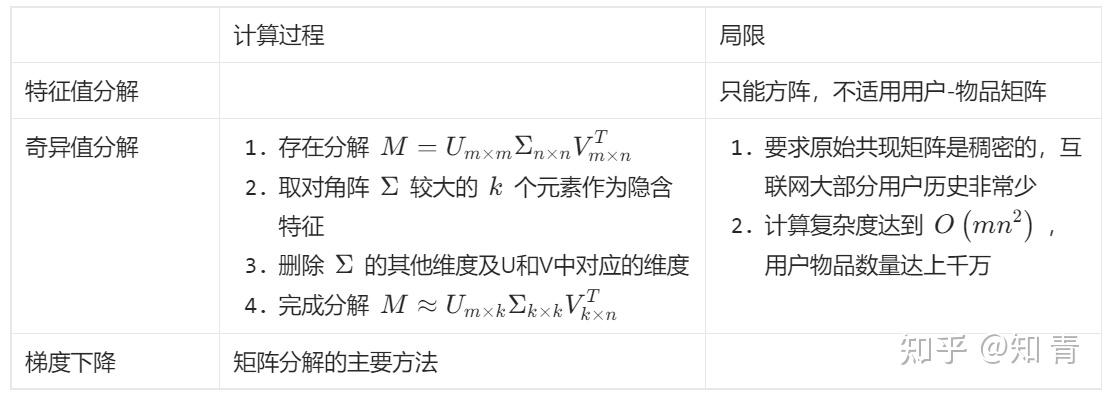 计算过程 局限
特征值分解 只能方阵，不适用用户-物品矩阵
奇异值分解
1. 存在分解 $M = U_{m \times m} \Sigma_{n \times n} V_{m \times n}^{T}$
2. 取对角阵 $\Sigma$ 较大的 $k$ 个元素作为隐含
特征
3. 删除 $\Sigma$ 的其他维度及U和V中对应的维度
4. 完成分解 $M \approx U_{m \times k} \Sigma_{k \times k} V_{k \times n}^{T}$
1. 要求原始共现矩阵是稠密的，互
联网大部分用户历史非常少
2. 计算复杂度达到 $O\left(mn^{2}\right)$ ，
用户物品数量达上千万
梯度下降 矩阵分解的主要方法
知乎 @知 青